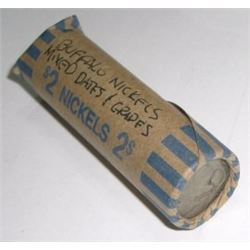 BUFFALO NICKELS
MIXED DATES & GRADES
$2 NICKELS 2$